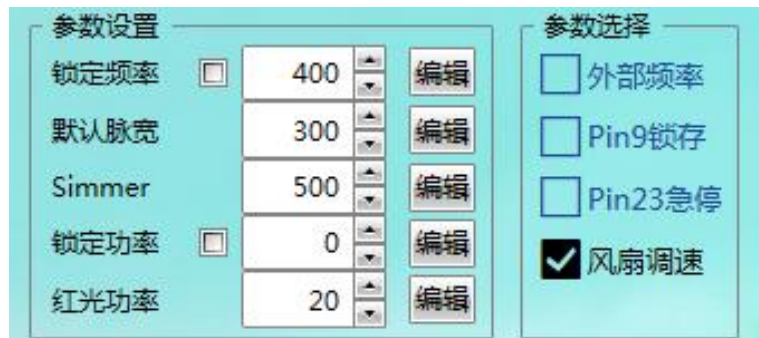 参数设置
锁定频率 400 编辑
默认脉宽 300 编辑
Simmer 500 编辑
锁定功率 0 编辑
红光功率 20 编辑
参数选择
外部频率
Pin9锁存
Pin23急停
风扇调速